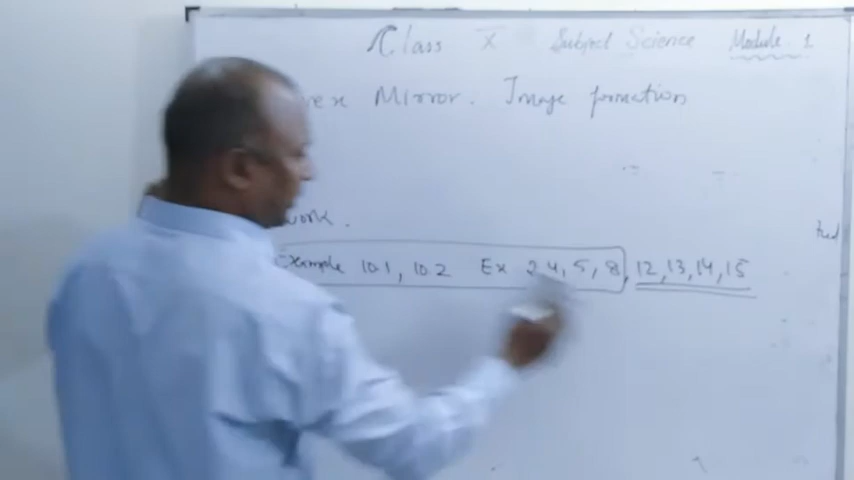 Class X Subject Science Module 1
Mirror. Image formation
work.
Example 10.1, 10.2 Ex 2,4,5,8,12,13,14,15